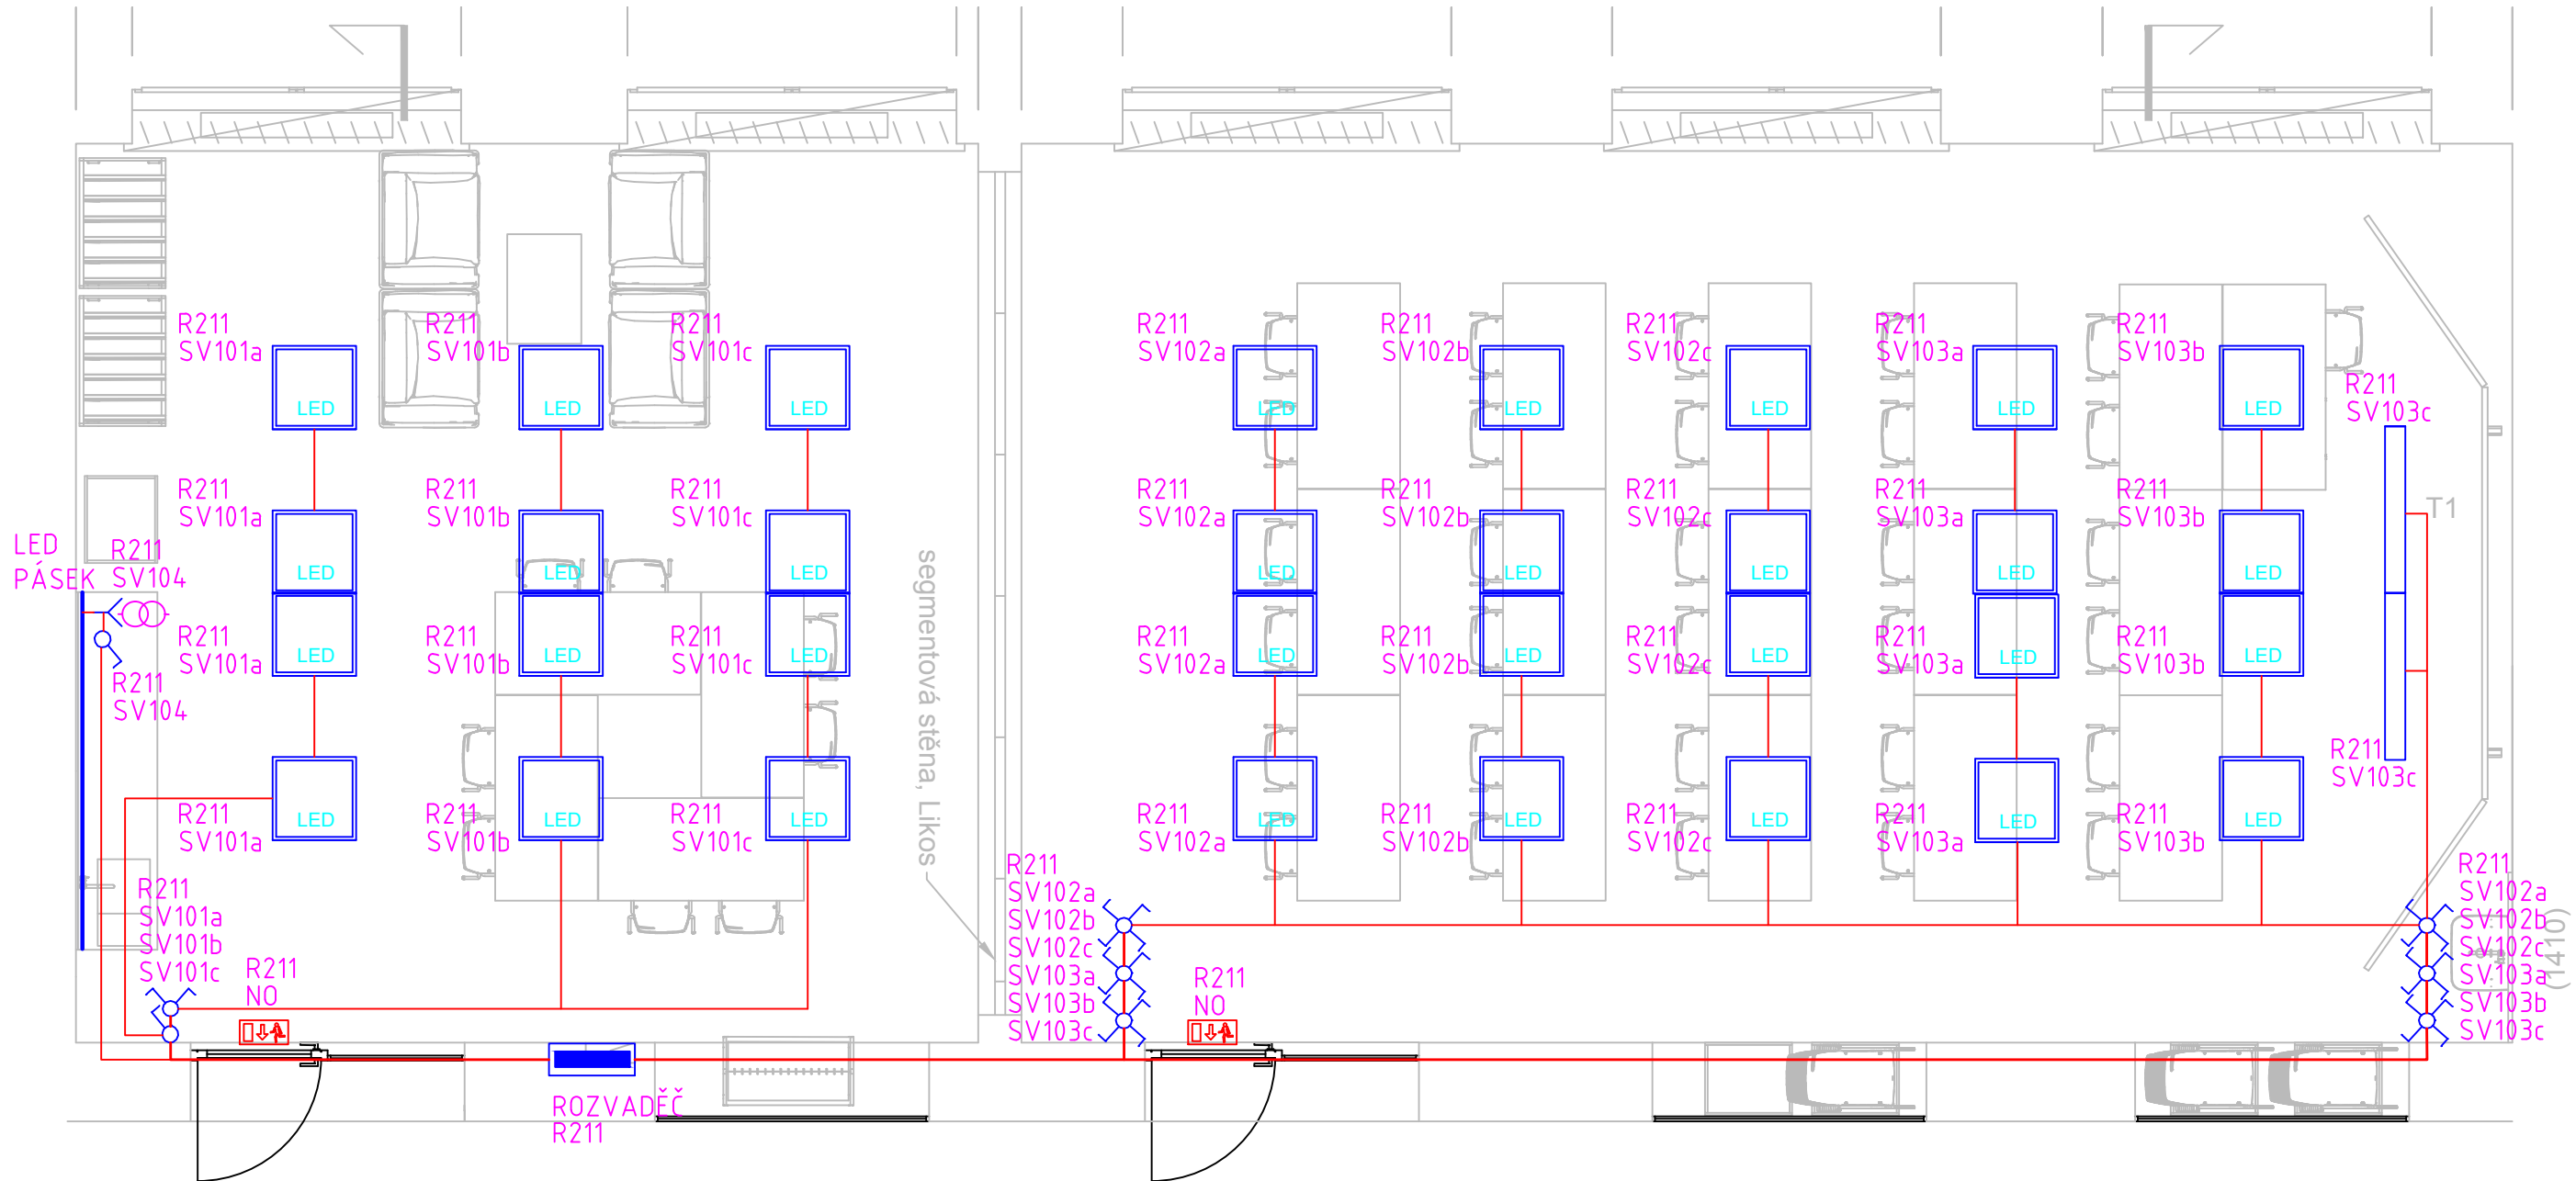 R211
SV101a
R211
SV101b
R211
SV101c
R211
SV102a
R211
SV102b
R211
SV102c
R211
SV103a
R211
SV103b
LED
LED
LED
LED
LED
LED
LED
LED
R211
SV103c
R211
SV101a
R211
SV101b
R211
SV101c
R211
SV102a
R211
SV102b
R211
SV102c
R211
SV103a
R211
SV103b
T1
LED
PÁSEK
R211
SV104
LED
LED
LED
LED
LED
LED
LED
LED
segmentová stěna, Likos
R211
SV101a
R211
SV101b
R211
SV101c
R211
SV102a
R211
SV102b
R211
SV102c
R211
SV103a
R211
SV103b
LED
LED
LED
LED
LED
LED
LED
LED
R211
SV104
R211
SV103c
R211
SV101a
R211
SV101b
R211
SV101c
R211
SV102a
R211
SV102b
R211
SV102c
R211
SV103a
R211
SV103b
LED
LED
LED
LED
LED
LED
LED
LED
R211
SV101a
SV101b
SV101c
R211
NO
R211
SV102a
SV102b
SV102c
SV103a
SV103b
SV103c
R211
NO
R211
SV102a
SV102b
SV102c
SV103a
SV103b
SV103c
(1410)
ROZVADĚČ
R211